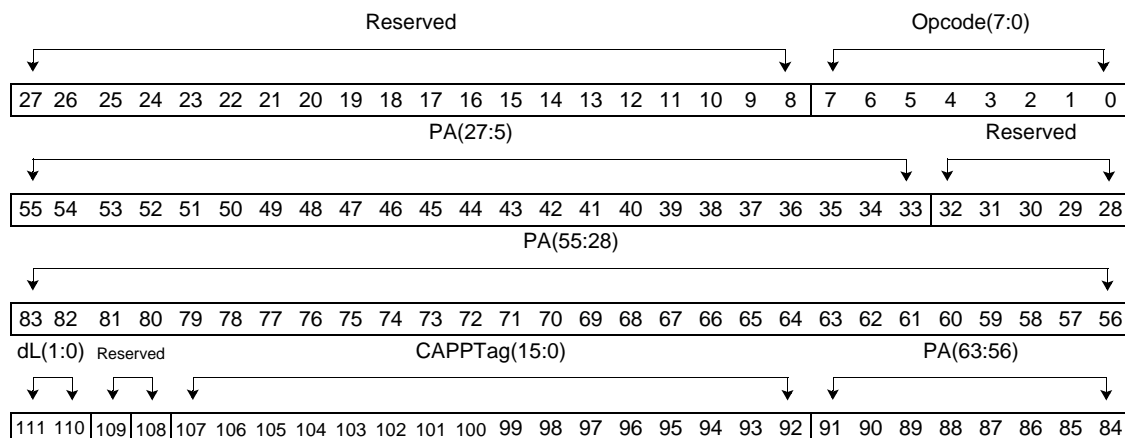 Reserved Opcode(7:0)
27 26 25 24 23 22 21 20 19 18 17 16 15 14 13 12 11 10 9 8 7 6 5 4 3 2 1 0
PA(27:5) Reserved
55 54 53 52 51 50 49 48 47 46 45 44 43 42 41 40 39 38 37 36 35 34 33 32 31 30 29 28
PA(55:28)
83 82 81 80 79 78 77 76 75 74 73 72 71 70 69 68 67 66 65 64 63 62 61 60 59 58 57 56
dL(1:0) Reserved CAPPTag(15:0) PA(63:56)
111 110 109 108 107 106 105 104 103 102 101 100 99 98 97 96 95 94 93 92 91 90 89 88 87 86 85 84